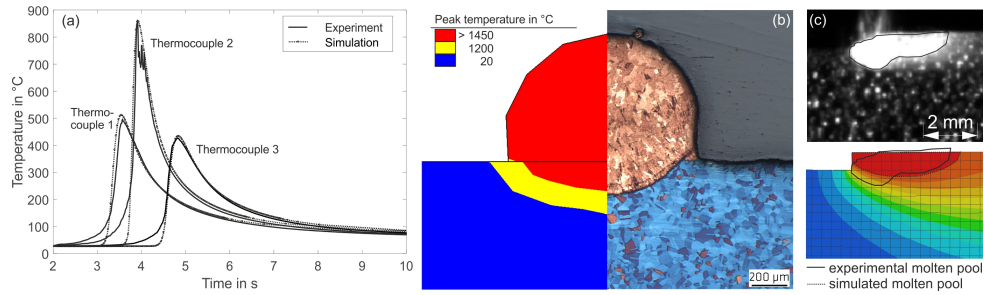 (a)
Experiment
Simulation
Thermocouple 2
Thermo-
couple 1
Thermocouple 3
Temperature in °C
900
800
700
600
500
400
300
200
100
0
2 3 4 5 6 7 8 9 10
Time in s
Peak temperature in °C
> 1450
1200
20
(b)
200 µm
(c)
2 mm
experimental molten pool
simulated molten pool